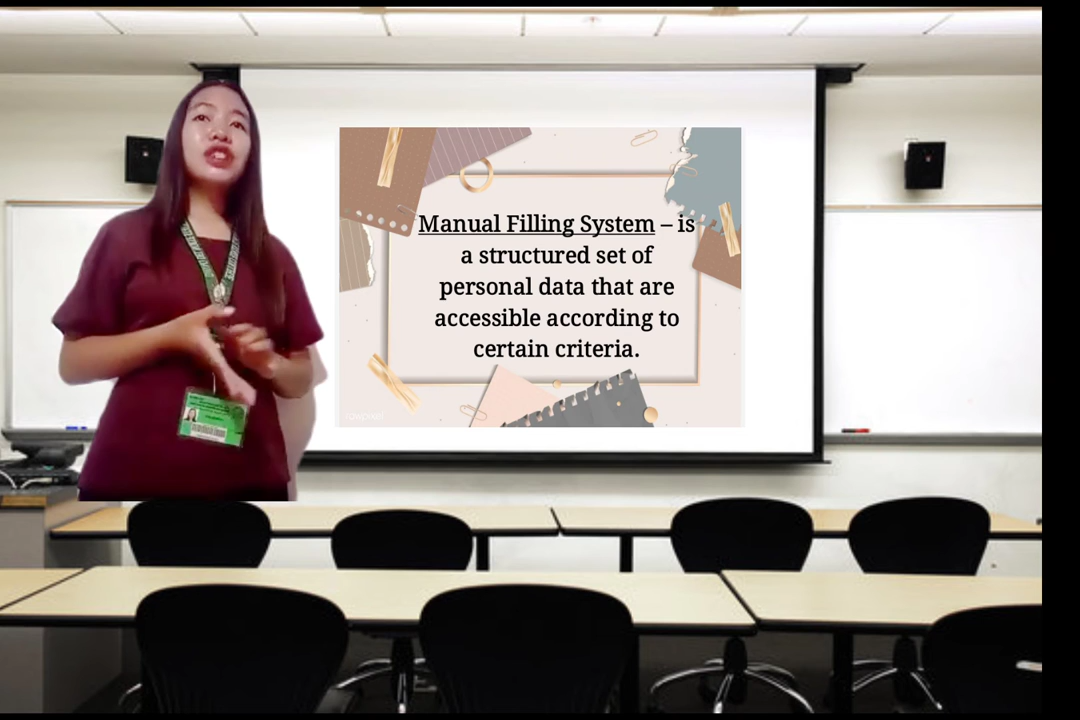 Manual Filling System – is
a structured set of
personal data that are
accessible according to
certain criteria.